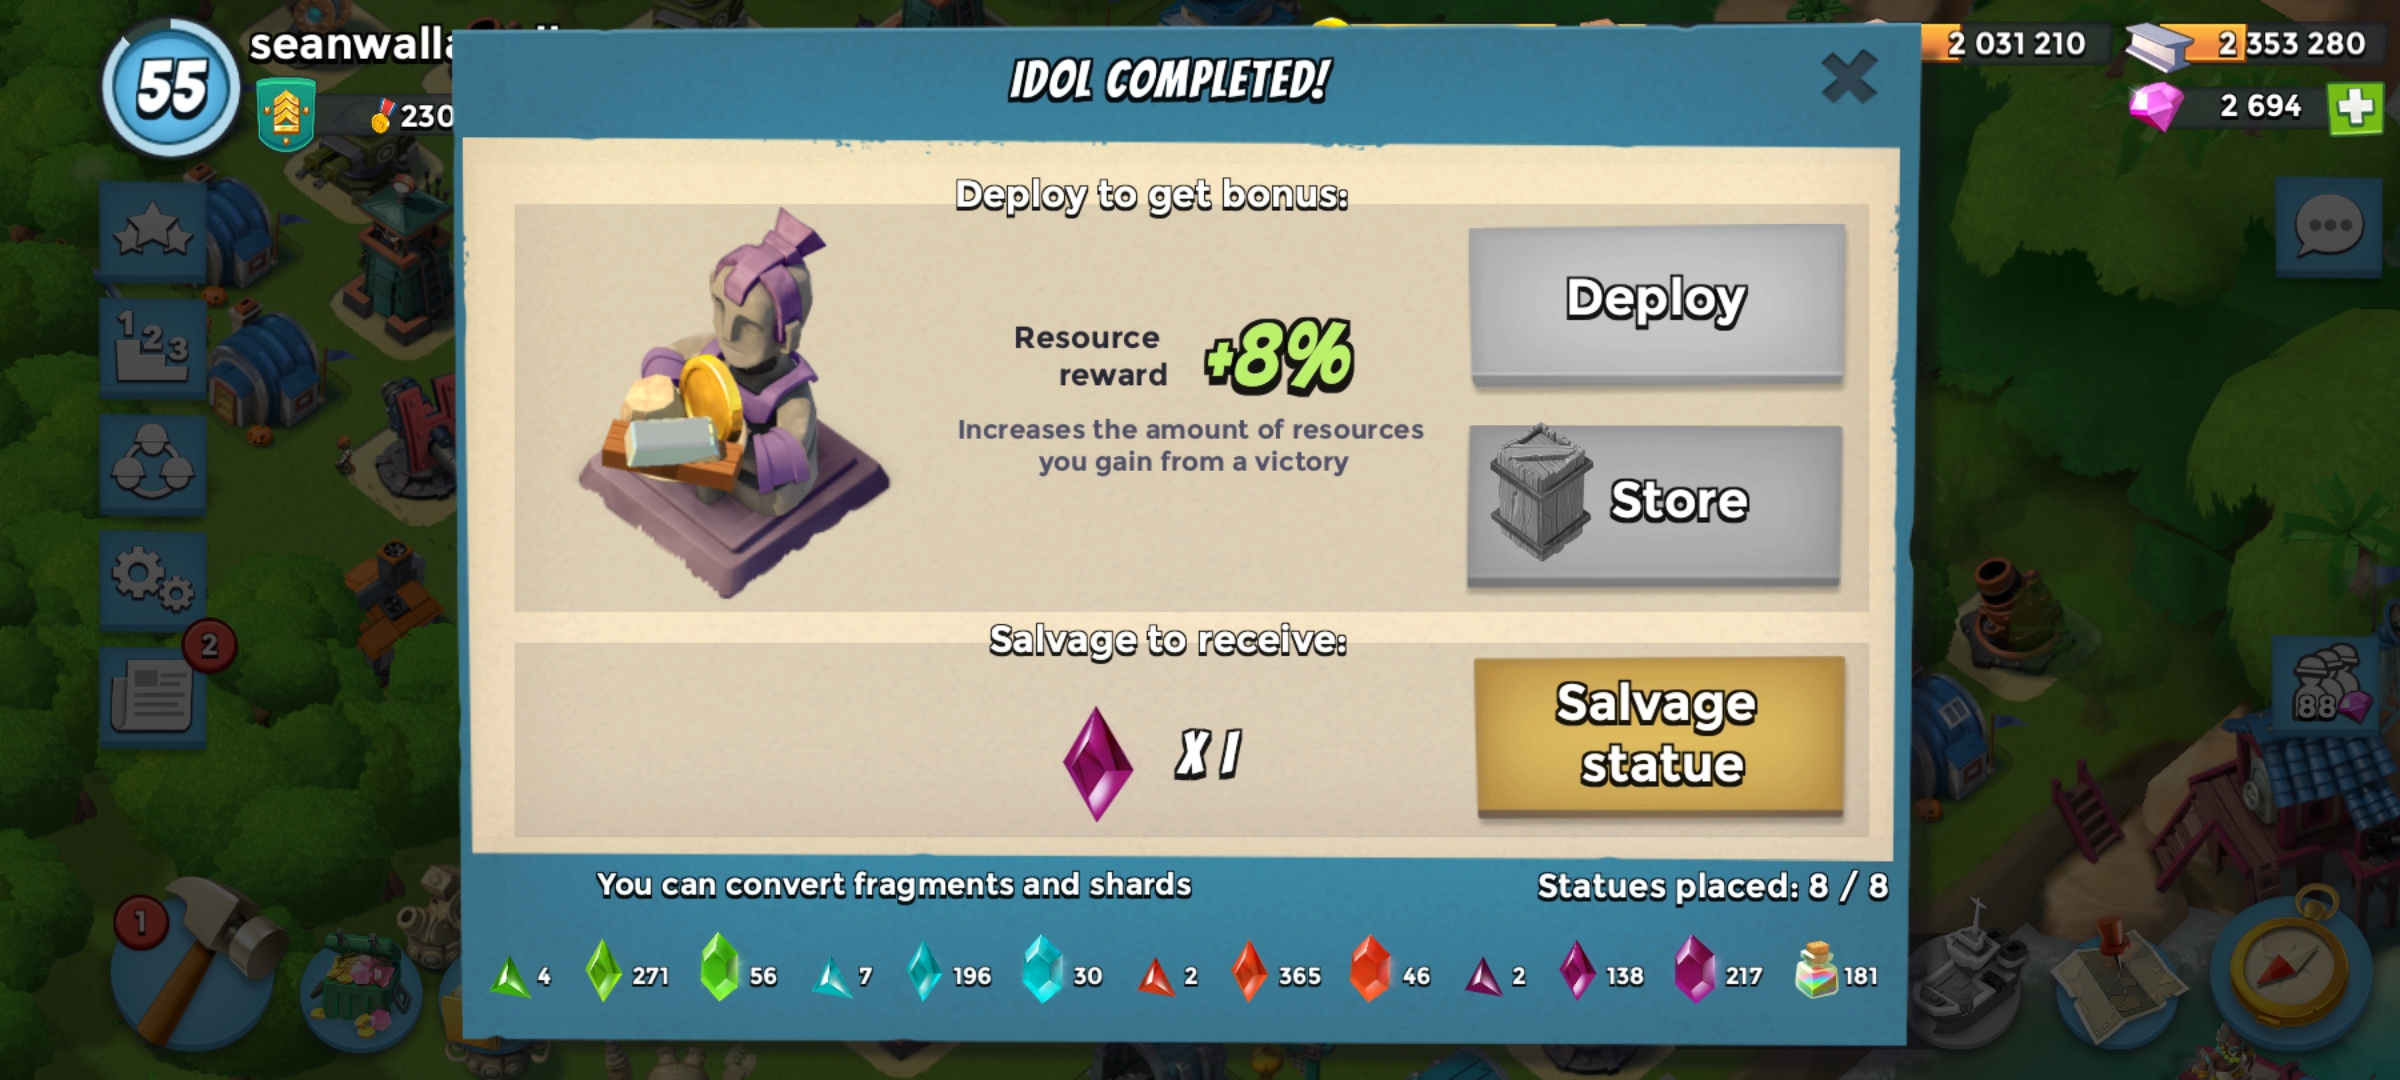 55
230
IDOL COMPLETED!
2 031 210
2 353 280
2 694
Deploy to get bonus:
Resource
reward
+8%
Increases the amount of resources
you gain from a victory
Deploy
Store
1 2 3
2
88
Salvage to receive:
X 1
Salvage
statue
You can convert fragments and shards
Statues placed: 8 / 8
1
4
271
56
7
196
30
2
365
46
2
138
217
181